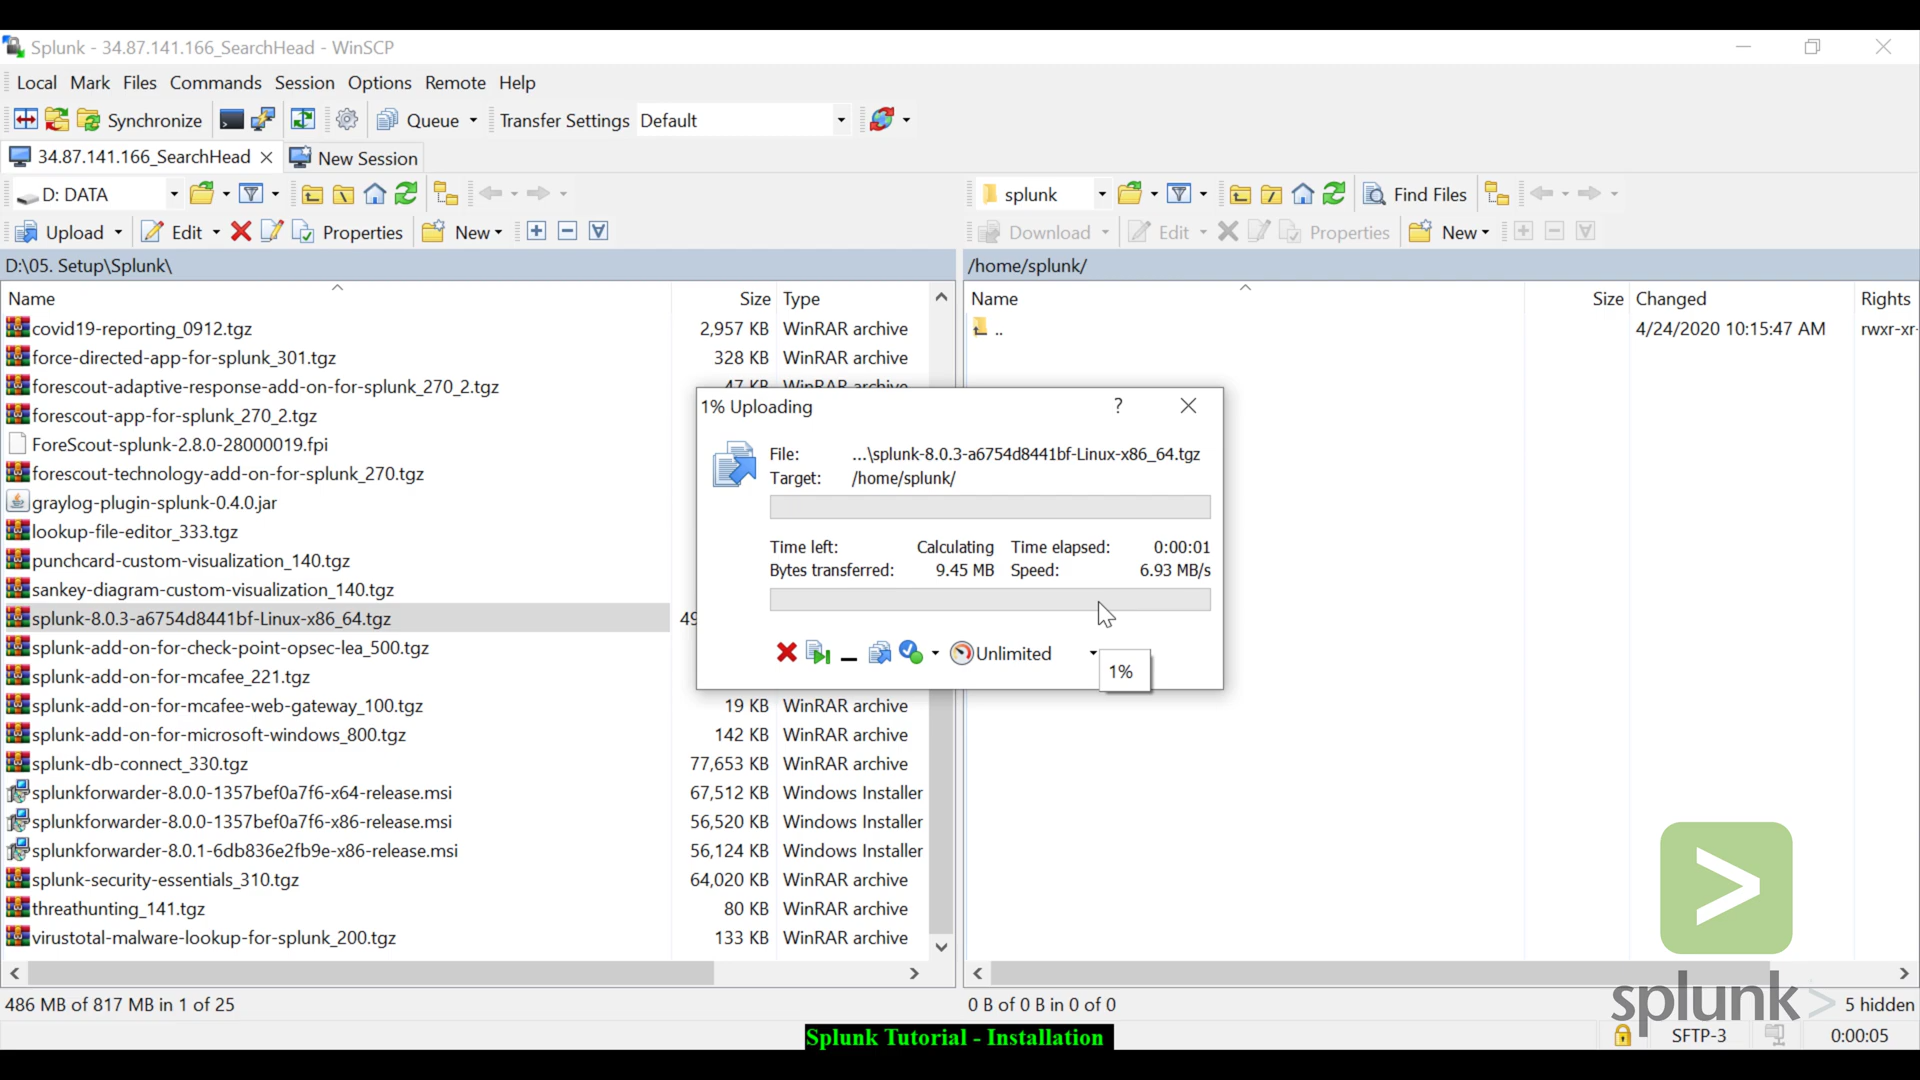 Splunk - 34.87.141.166_SearchHead - WinSCP
Local Mark Files Commands Session Options Remote Help
Synchronize Queue Transfer Settings Default
34.87.141.166_SearchHead New Session
D: DATA splunk Find Files
Upload Edit Properties New Download Edit Properties New
D:\05. Setup\Splunk\ /home/splunk/
Name Size Type Name Size Changed Rights
covid19-reporting_0912.tgz 2,957 KB WinRAR archive .. 4/24/2020 10:15:47 AM rwxr-xr-
force-directed-app-for-splunk_301.tgz 328 KB WinRAR archive
forescout-adaptive-response-add-on-for-splunk_270_2.tgz 47 KB WinRAR archive
forescout-app-for-splunk_270_2.tgz
ForeScout-splunk-2.8.0-28000019.fpi
forescout-technology-add-on-for-splunk_270.tgz
graylog-plugin-splunk-0.4.0.jar
lookup-file-editor_333.tgz
punchcard-custom-visualization_140.tgz
sankey-diagram-custom-visualization_140.tgz
splunk-8.0.3-a6754d8441bf-Linux-x86_64.tgz 49
splunk-add-on-for-check-point-opsec-lea_500.tgz
splunk-add-on-for-mcafee_221.tgz
splunk-add-on-for-mcafee-web-gateway_100.tgz 19 KB WinRAR archive
splunk-add-on-for-microsoft-windows_800.tgz 142 KB WinRAR archive
splunk-db-connect_330.tgz 77,653 KB WinRAR archive
splunkforwarder-8.0.0-1357bef0a7f6-x64-release.msi 67,512 KB Windows Installer
splunkforwarder-8.0.0-1357bef0a7f6-x86-release.msi 56,520 KB Windows Installer
splunkforwarder-8.0.1-6db836e2fb9e-x86-release.msi 56,124 KB Windows Installer
splunk-security-essentials_310.tgz 64,020 KB WinRAR archive
threathunting_141.tgz 80 KB WinRAR archive
virustotal-malware-lookup-for-splunk_200.tgz 133 KB WinRAR archive
1% Uploading ?
File: ...\splunk-8.0.3-a6754d8441bf-Linux-x86_64.tgz
Target: /home/splunk/
Time left: Calculating Time elapsed: 0:00:01
Bytes transferred: 9.45 MB Speed: 6.93 MB/s
Unlimited
1%
486 MB of 817 MB in 1 of 25 0 B of 0 B in 0 of 0 5 hidden
splunk>
Splunk Tutorial - Installation
SFTP-3 0:00:05